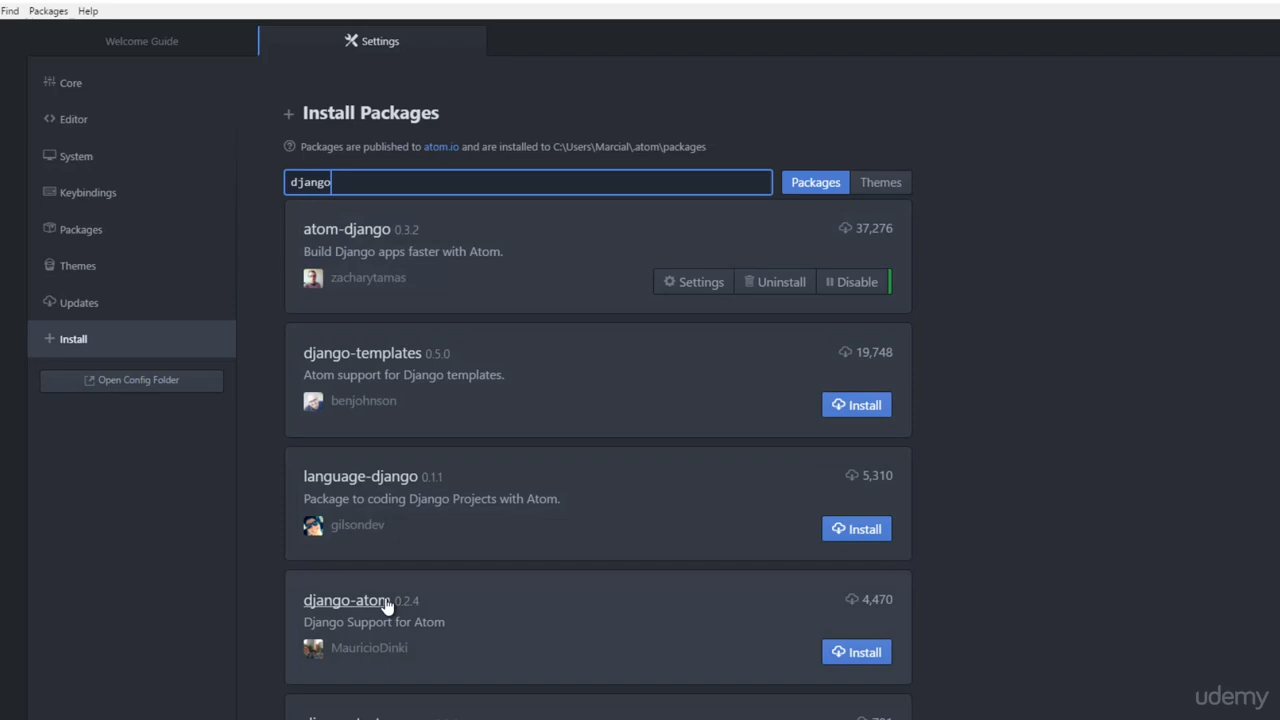 Find Packages Help
Welcome Guide
Settings
Core
Editor
System
Keybindings
Packages
Themes
Updates
Install
Open Config Folder
Install Packages
Packages are published to atom.io and are installed to C:\Users\Marcial\.atom\packages
django
Packages Themes
atom-django 0.3.2 37,276
Build Django apps faster with Atom.
zacharytamas
Settings Uninstall Disable
django-templates 0.5.0 19,748
Atom support for Django templates.
benjohnson
Install
language-django 0.1.1 5,310
Package to coding Django Projects with Atom.
gilsondev
Install
django-atom 0.2.4 4,470
Django Support for Atom
MauricioDinki
Install
udemy